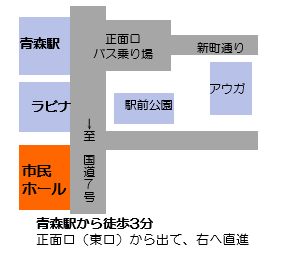 青森駅
正面口
バス乗り場
新町通り
ラビナ
駅前公園
アウガ
→至 国道7号
市民
ホール
青森駅から徒歩3分
正面口（東口）から出て、右へ直進